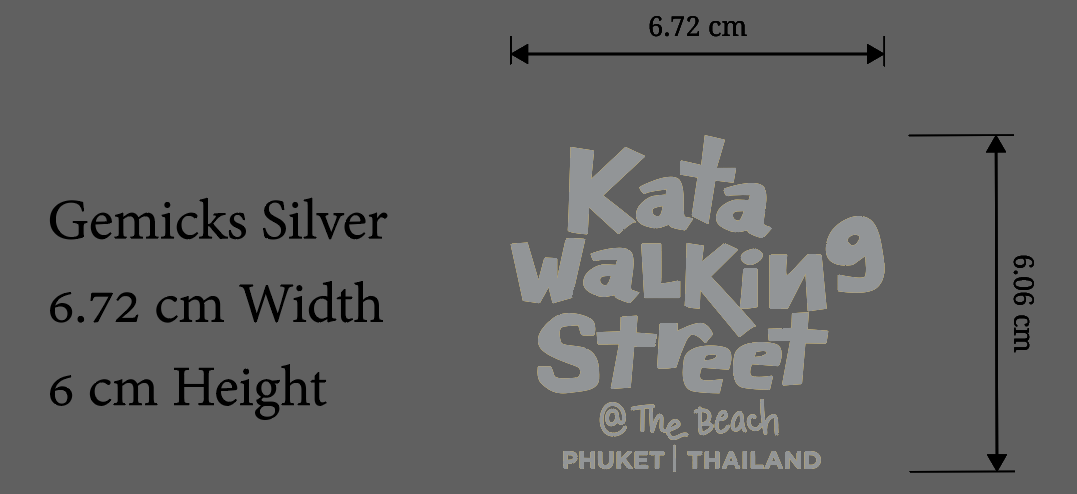 6.72 cm
Gemicks Silver
6.72 cm Width
6 cm Height
Kata
walking
Street
@ The Beach
PHUKET | THAILAND
6.06 cm